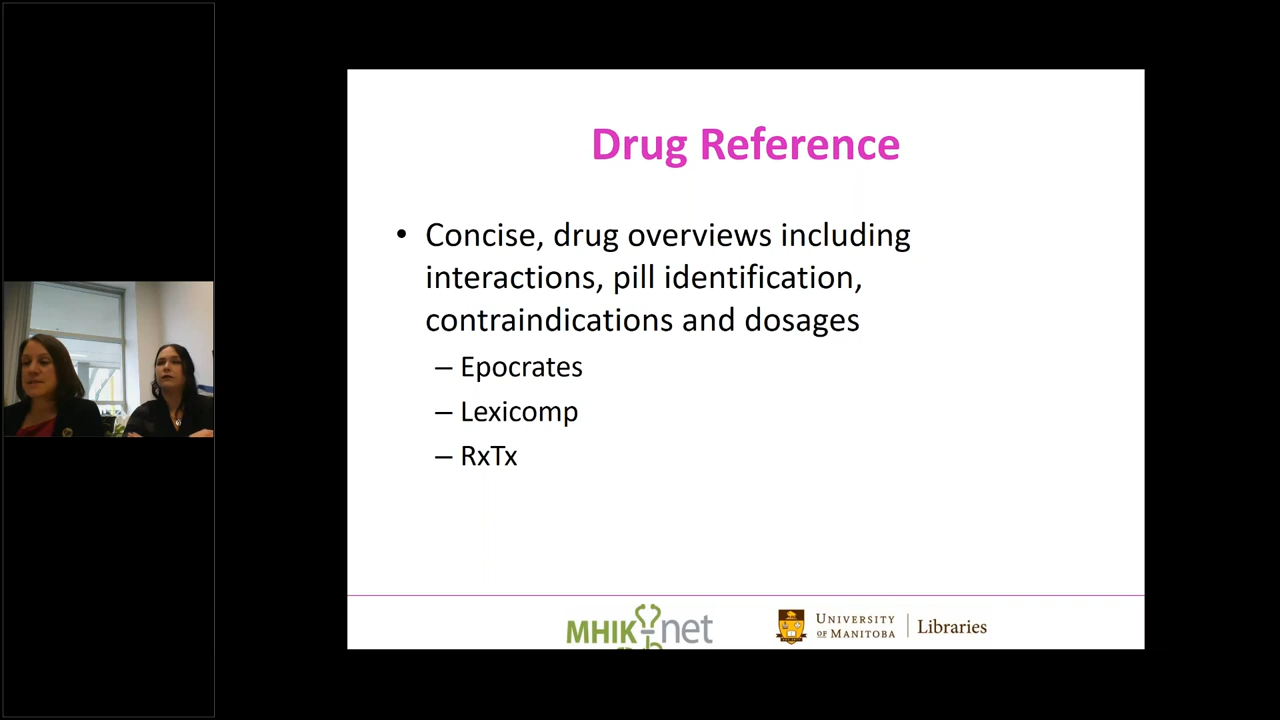 Drug Reference
• Concise, drug overviews including
interactions, pill identification,
contraindications and dosages
– Epocrates
– Lexicomp
– RxTx
MHIK-net
UNIVERSITY
OF MANITOBA
Libraries